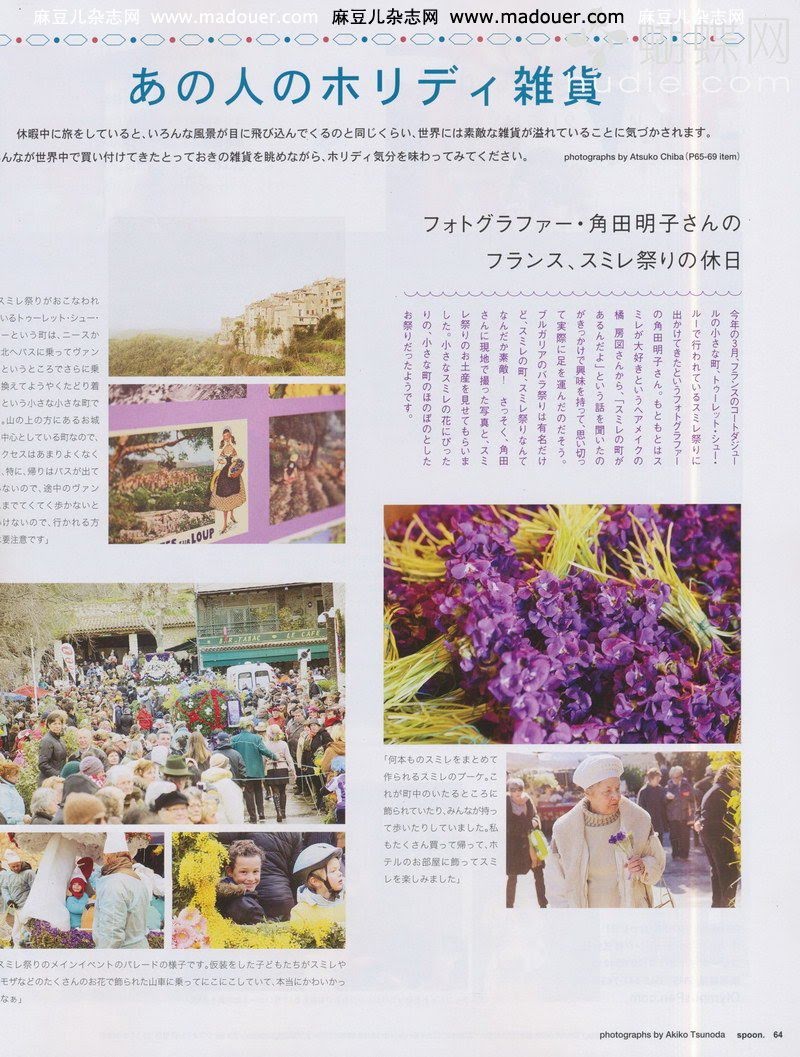 麻豆儿杂志网 www.madouer.com 麻豆儿杂志网 www.madouer.com 麻豆儿杂志网
蝴蝶网
udie.com
あの人のホリディ雑貨
休暇中に旅をしていると、いろんな風景が目に飛び込んでくるのと同じくらい、世界には素敵な雑貨が溢れていることに気づかされます。
んなが世界中で買い付けてきたとっておきの雑貨を眺めながら、ホリディ気分を味わってみてください。
photographs by Atsuko Chiba (P65-69 item)
フォトグラファー・角田明子さんの
フランス、スミレ祭りの休日
今年の3月、フランスのコートダジュー
ルの小さな町、トゥーレット・シュー・
ルーで行われているスミレ祭りに
出かけてきたというフォトグラファー
の角田明子さん。もともとはス
ミレが大好きというヘアメイクの
橘 房図さんから、「スミレの町が
あるんだよ」という話を聞いたの
がきっかけで興味を持って、思い切っ
て実際に足を運んだのだそう。
ブルガリアのバラ祭りは有名だけ
ど、スミレの町、スミレ祭りなんて
なんだか素敵! さっそく、角田
さんに現地で撮った写真と、スミ
レ祭りのお土産を見せてもらいま
した。小さなスミレの花にぴった
りの、小さな町のほのぼのとした
お祭りだったようです。
スミレ祭りがおこなわれ
いるトゥーレット・シュー・
ーという町は、ニースか
北へバスに乗ってヴァン
というところでさらに乗
換えてようやくたどり着
という小さな小さな町で
。山の上の方にあるお城
中心としている町なので、
クセスはあまりよくなく
、特に、帰りはバスが出て
いないので、途中のヴァン
まででてくてく歩かないと
いけないので、行かれる方
要注意です」
SUR LOUP
BAR TABAC LE CAFE
「何本ものスミレをまとめて
作られるスミレのブーケ。こ
れが町中のいたるところに
飾られていたり、みんなが持っ
て歩いたりしていました。私
もたくさん買って帰って、ホ
テルのお部屋に飾ってスミ
レを楽しみました」
スミレ祭りのメインイベントのパレードの様子です。仮装をした子どもたちがスミレや
モザなどのたくさんのお花で飾られた山車に乗ってにこにこしていて、本当にかわいかっ
なぁ」
photographs by Akiko Tsunoda spoon. 64